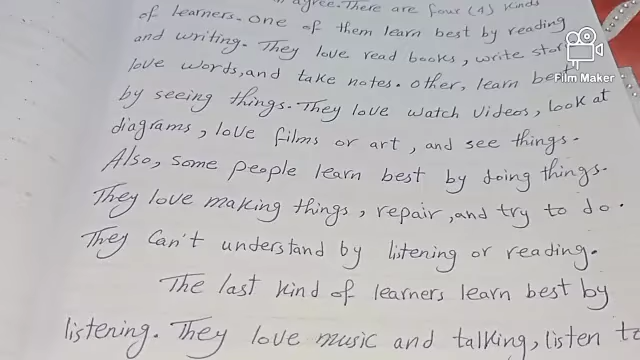 agree. There are four (4) kinds
of learners. One of them learn best by reading
and writing. They love read books, write
love words, and take notes. other, learn
by seeing things. They love watch videos, look at
diagrams, love films or art, and see things.
Also, some people learn best by doing things.
They love making things, repair, and try to do.
They can't understand by listening or reading.
The last kind of learners learn best by
listening. They love music and talking, listen to
Film Maker